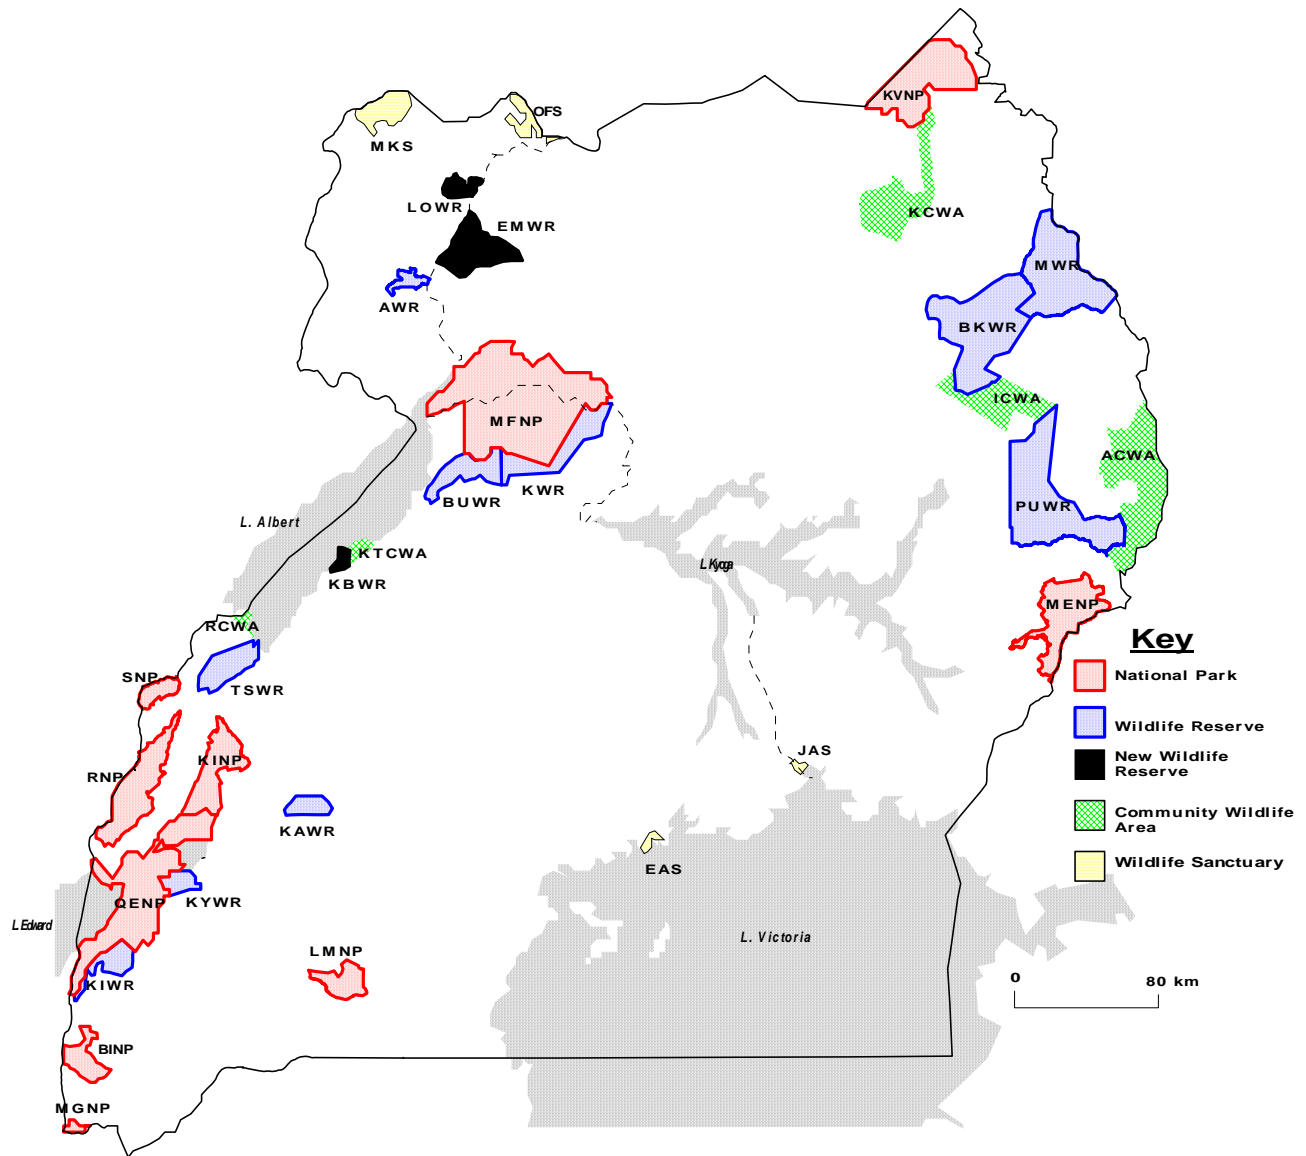 KVNP
OFS
MKS
LOWR
KCWA
EMWR
MWR
AWR
BKWR
ICWA
MFNP
ACWA
KWR
BUWR
PUWR
L. Albert
KTCWA
KBWR
L.Kyoga
MENP
RCWA
Key
SNP
TSWR
National Park
Wildlife Reserve
JAS
KINP
New Wildlife
Reserve
RNP
Community Wildlife
Area
KAWR
EAS
Wildlife Sanctuary
QENP
KYWR
L.Edward
L. Victoria
LMNP
KIWR
0
80 km
BINP
MGNP